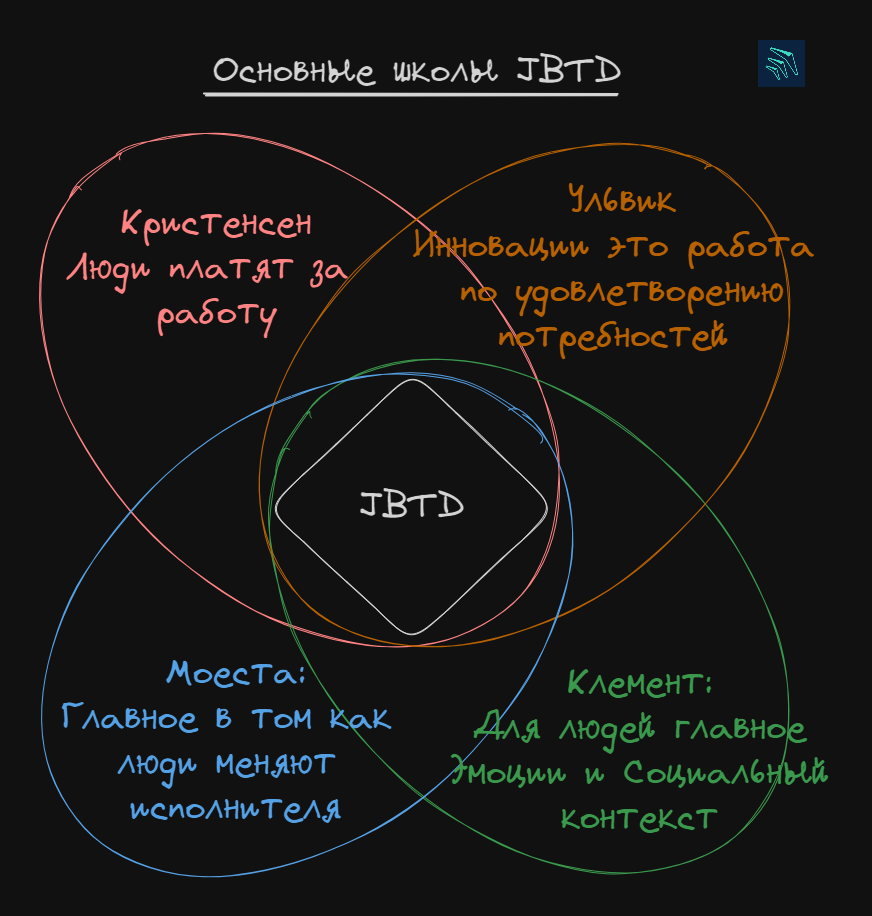 Основные школы JBTD
Кристенсен
Люди платят за
работу
Ульвик
Инновации это работа
по удовлетворению
потребностей
JBTD
Моеста:
Главное в том как
люди меняют
исполнителя
Клемент:
Для людей главное
Эмоции и Социальный
контекст